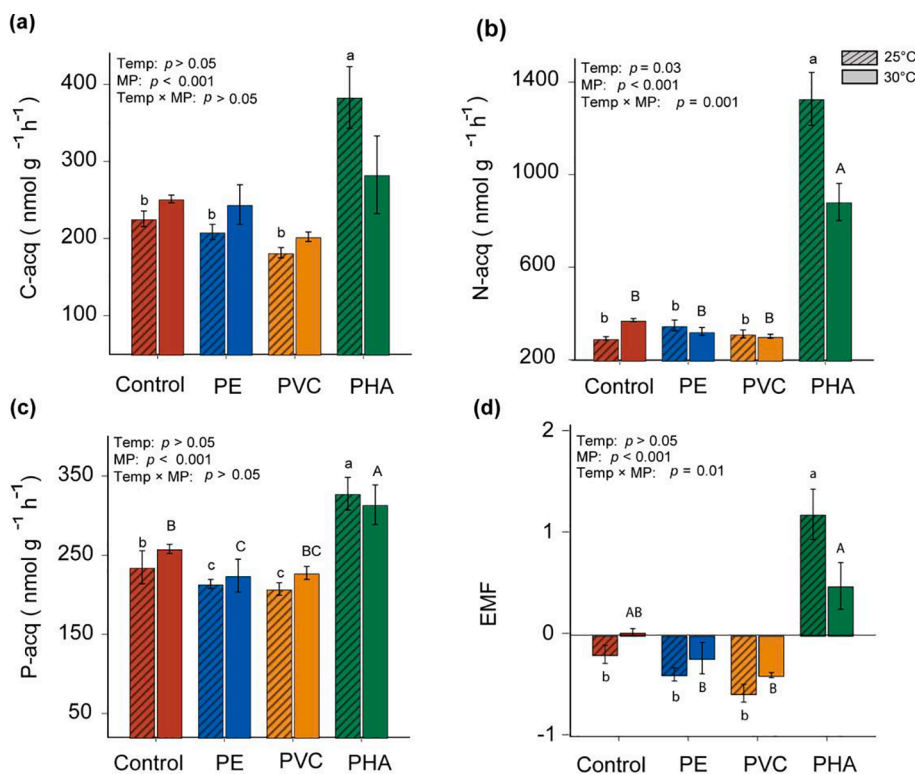 (a)
Temp: p > 0.05
MP: p < 0.001
Temp × MP: p > 0.05
C-acq ( nmol g ⁻¹h⁻¹)
400
300
200
100
b
b
b
a
Control PE PVC PHA
(b)
25°C
30°C
Temp: p = 0.03
MP: p < 0.001
Temp × MP: p = 0.001
N-acq ( nmol g ⁻¹h⁻¹)
1400
1000
600
200
b B b B b B a A
Control PE PVC PHA
(c)
Temp: p > 0.05
MP: p < 0.001
Temp × MP: p > 0.05
P-acq ( nmol g ⁻¹h⁻¹)
350
250
150
50
b B c C c BC a A
Control PE PVC PHA
(d)
Temp: p > 0.05
MP: p < 0.001
Temp × MP: p = 0.01
EMF
2
1
0
-1
b AB b B b B a A
Control PE PVC PHA